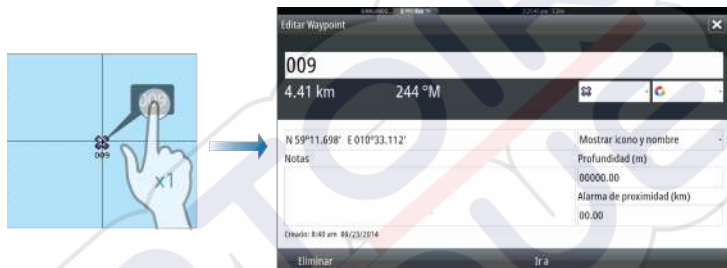 Editar Waypoint
009
4.41 km 244 °M
009
009
x1
N 59°11.698' E 010°33.112'
Mostrar icono y nombre
Notas
Profundidad (m)
00000.00
Alarma de proximidad (km)
00.00
Creado: 8:40 am 09/23/2014
Eliminar
Ir a